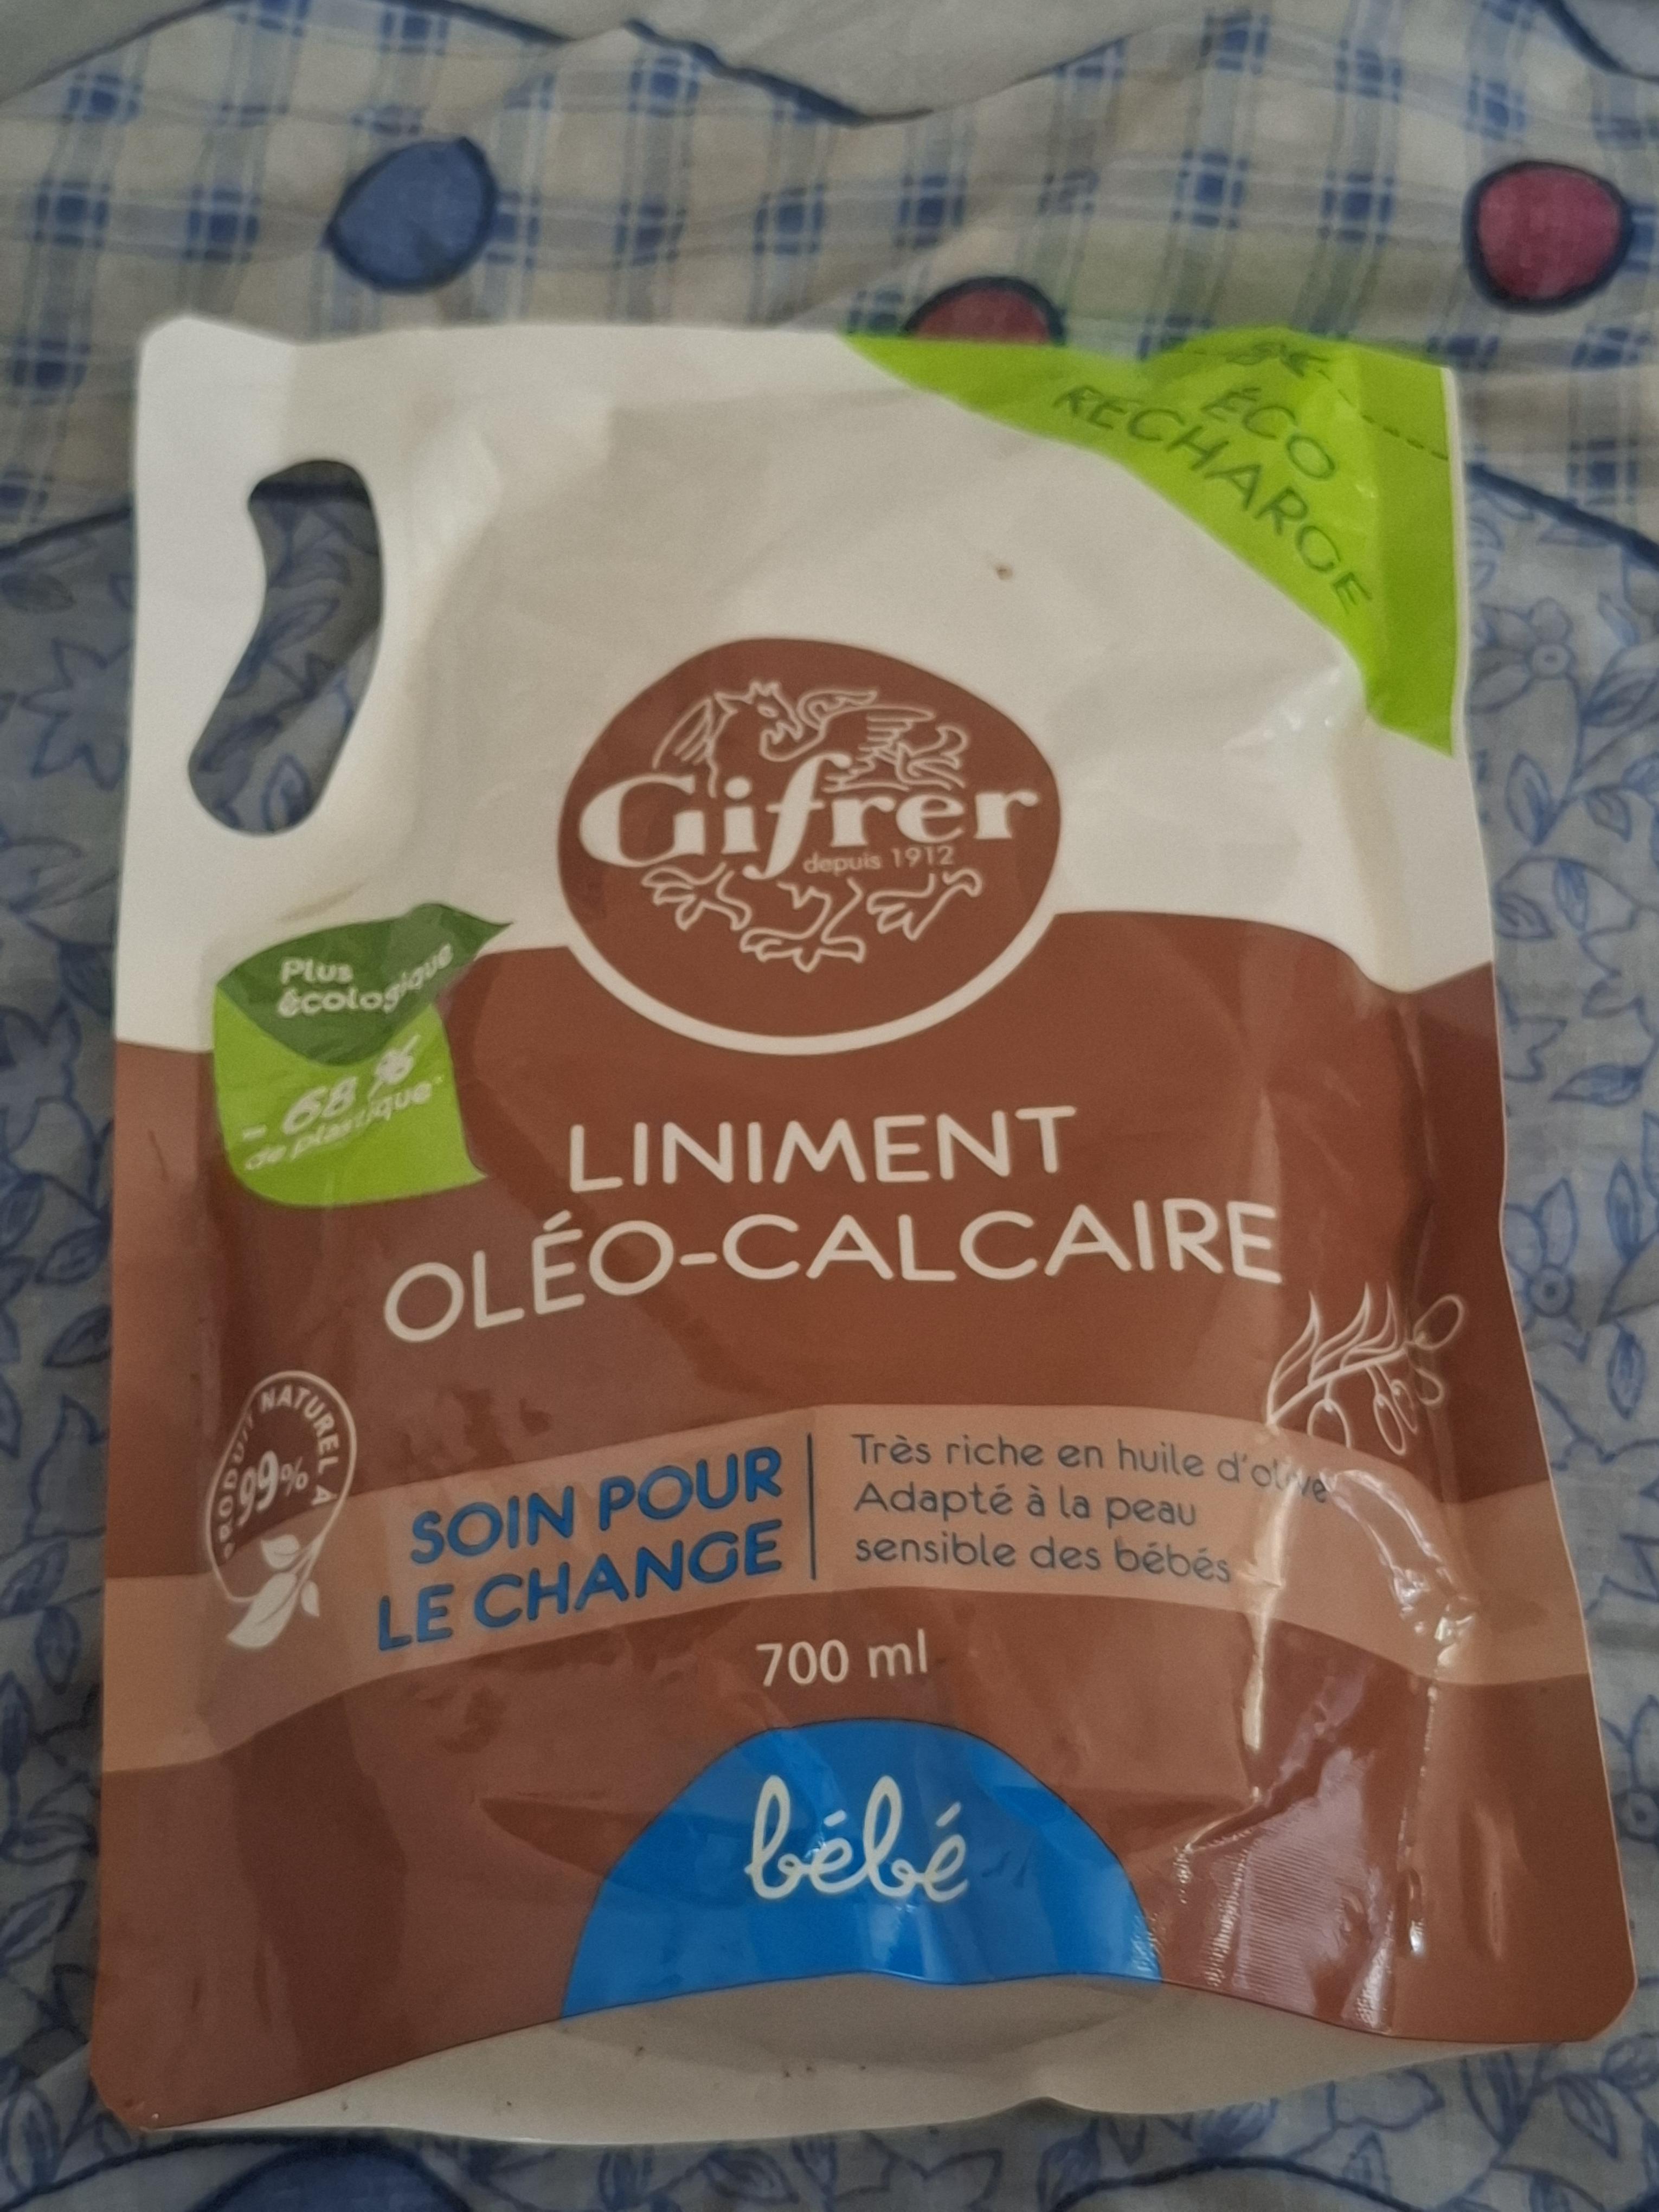 ÉCO
RECHARGE
Gifrer
depuis 1912
Plus
écologique
- 68 %
de plastique*
LINIMENT
OLÉO-CALCAIRE
PRODUIT NATUREL À
99%
SOIN POUR
LE CHANGE
Très riche en huile d'olive
Adapté à la peau
sensible des bébés
700 ml
bébé